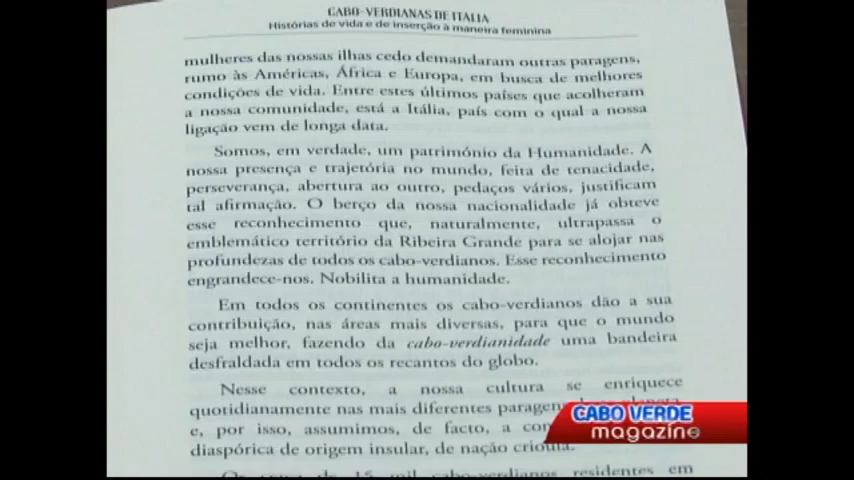 CABO-VERDIANAS DE ITALIA
Histórias de vida e de inserção à maneira feminina
mulheres das nossas ilhas cedo demandaram outras paragens,
rumo às Américas, África e Europa, em busca de melhores
condições de vida. Entre estes últimos países que acolheram
a nossa comunidade, está a Itália, país com o qual a nossa
ligação vem de longa data.
Somos, em verdade, um património da Humanidade. A
nossa presença e trajetória no mundo, feita de tenacidade,
perseverança, abertura ao outro, pedaços vários, justificam
tal afirmação. O berço da nossa nacionalidade já obteve
esse reconhecimento que, naturalmente, ultrapassa o
emblemático território da Ribeira Grande para se alojar nas
profundezas de todos os cabo-verdianos. Esse reconhecimento
engrandece-nos. Nobilita a humanidade.
Em todos os continentes os cabo-verdianos dão a sua
contribuição, nas áreas mais diversas, para que o mundo
seja melhor, fazendo da cabo-verdianidade uma bandeira
desfraldada em todos os recantos do globo.
Nesse contexto, a nossa cultura se enriquece
quotidianamente nas mais diferentes paragens
e, por isso, assumimos, de facto, a
diaspórica de origem insular, de nação crioula.
15 mil cabo-verdianos residentes em
CABO VERDE
magazine